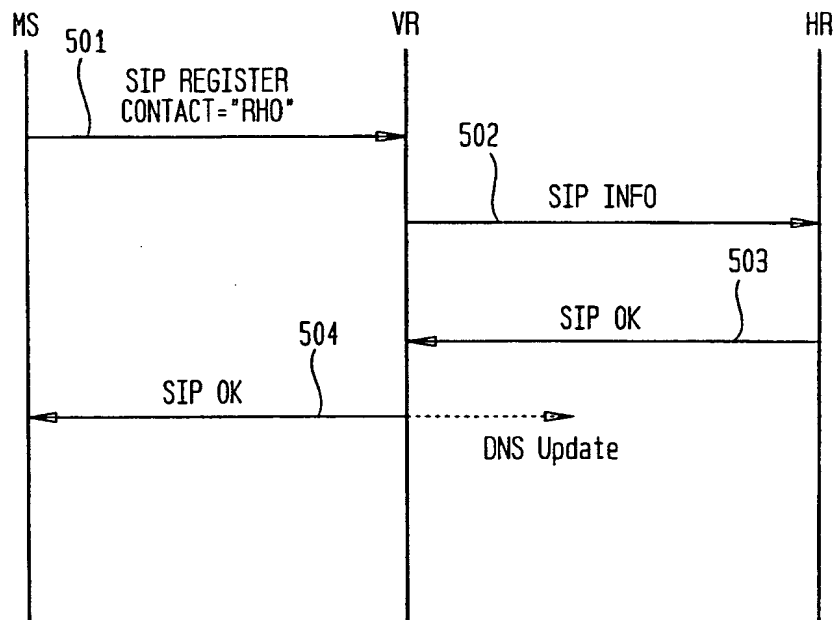 MS
VR
HR
501
SIP REGISTER
CONTACT="RHO"
502
SIP INFO
503
SIP OK
504
SIP OK
DNS Update